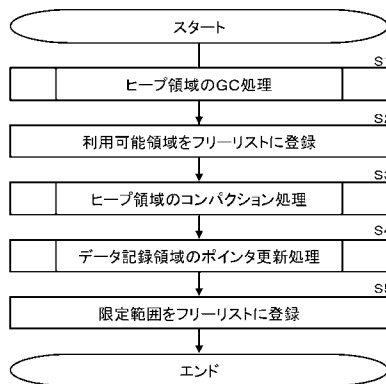 スタート
S1
ヒープ領域のGC処理
S2
利用可能領域をフリーリストに登録
S3
ヒープ領域のコンパクション処理
S4
データ記録領域のポインタ更新処理
S5
限定範囲をフリーリストに登録
エンド